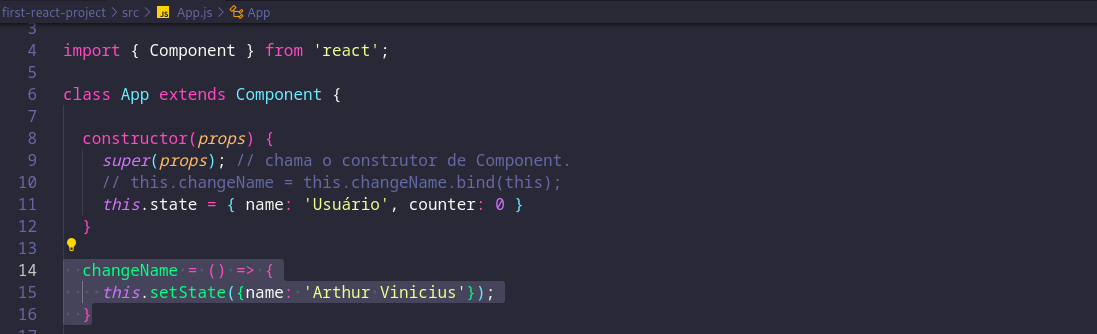 first-react-project > src > JS App.js > App
3
4 import { Component } from 'react';
5
6 class App extends Component {
7
8 constructor(props) {
9 super(props); // chama o construtor de Component.
10 // this.changeName = this.changeName.bind(this);
11 this.state = { name: 'Usuário', counter: 0 }
12 }
13
14 changeName = () => {
15 this.setState({name: 'Arthur Vinicius'});
16 }
17